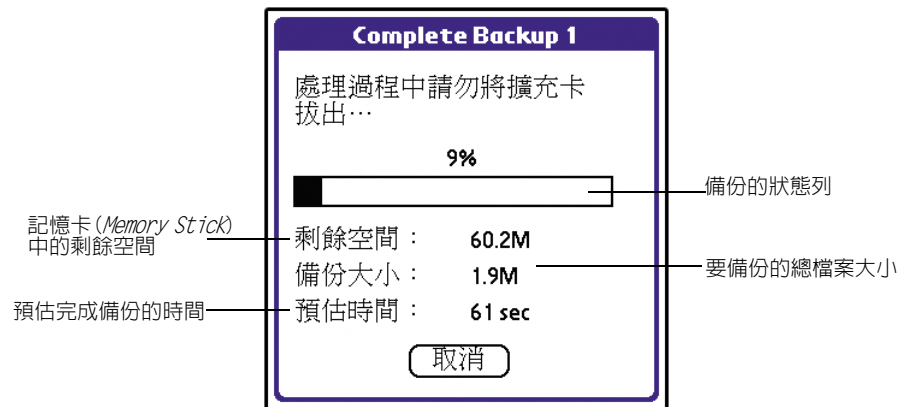 Complete Backup 1
處理過程中請勿將擴充卡
拔出…
9%
備份的狀態列
記憶卡(Memory Stick)
中的剩餘空間
剩餘空間： 60.2M
備份大小： 1.9M
要備份的總檔案大小
預估完成備份的時間
預估時間： 61 sec
取消